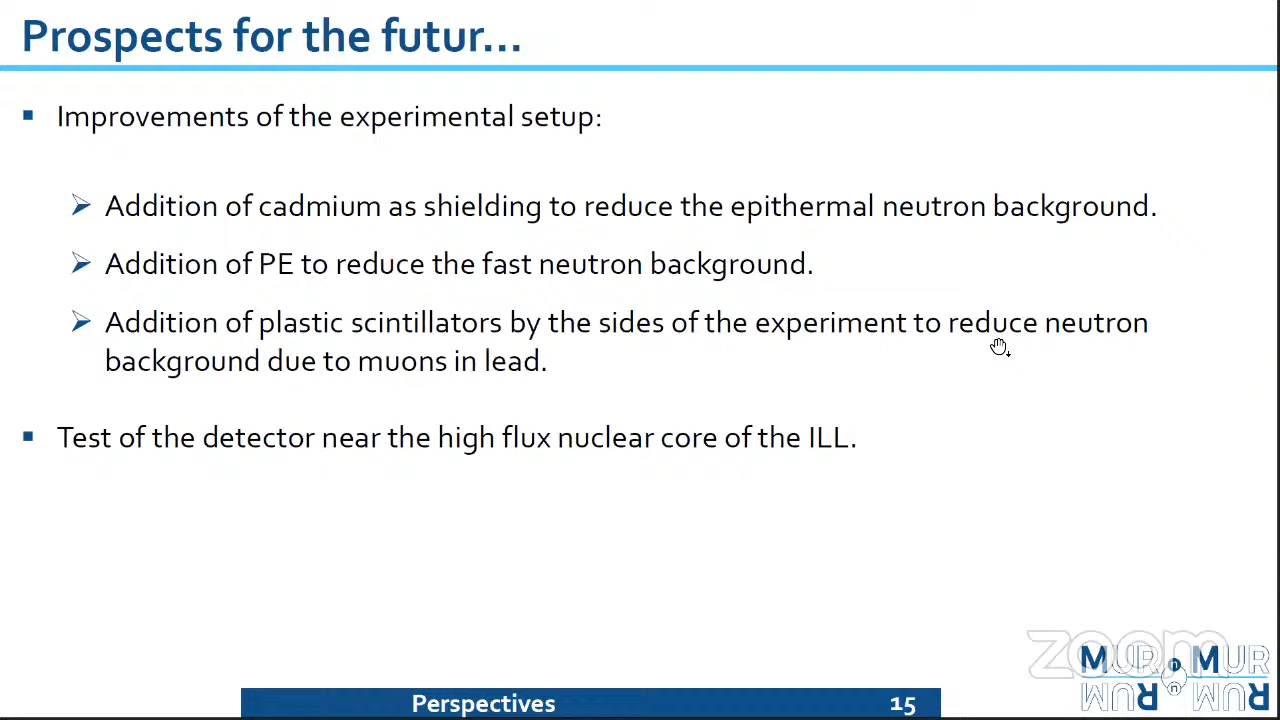 Prospects for the futur...
Improvements of the experimental setup:
Addition of cadmium as shielding to reduce the epithermal neutron background.
Addition of PE to reduce the fast neutron background.
Addition of plastic scintillators by the sides of the experiment to reduce neutron
background due to muons in lead.
Test of the detector near the high flux nuclear core of the ILL.
zoom
MUR MUR
Perspectives 15